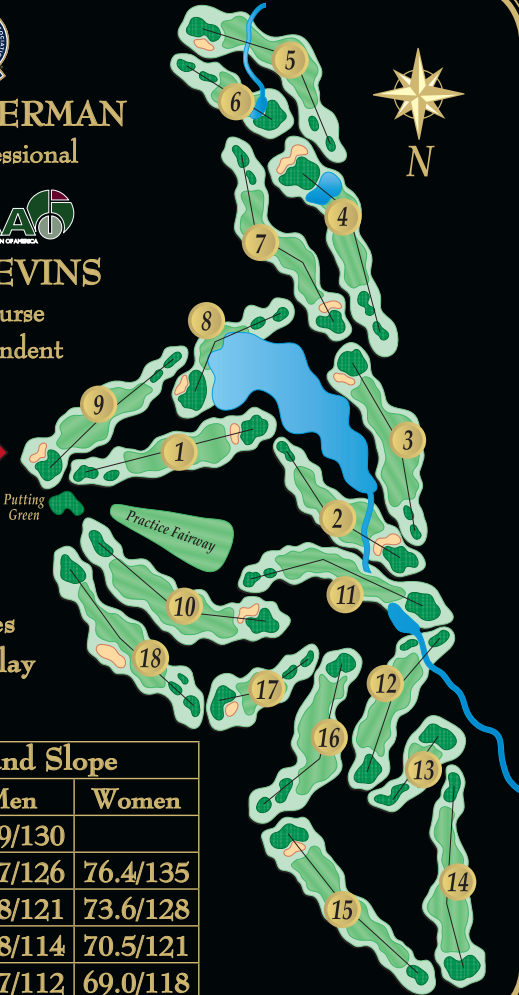 ERMAN
essional
N OF AMERICA
EVINS
urse
ndent
5
6
N
4
7
8
9
3
1
Putting
Green
2
Practice Fairway
11
10
es
lay
18
12
17
16
13
nd Slope
Men
Women
9/130
7/126
76.4/135
8/121
73.6/128
8/114
70.5/121
7/112
69.0/118
14
15